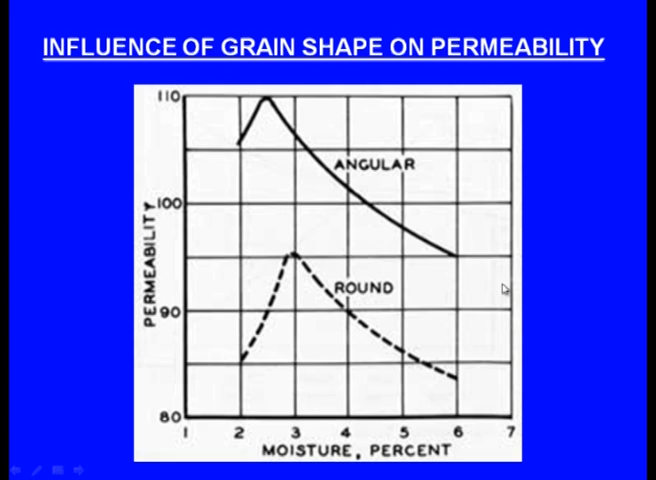 INFLUENCE OF GRAIN SHAPE ON PERMEABILITY
110
ANGULAR
100
PERMEABILITY
ROUND
90
80
1 2 3 4 5 6 7
MOISTURE, PERCENT